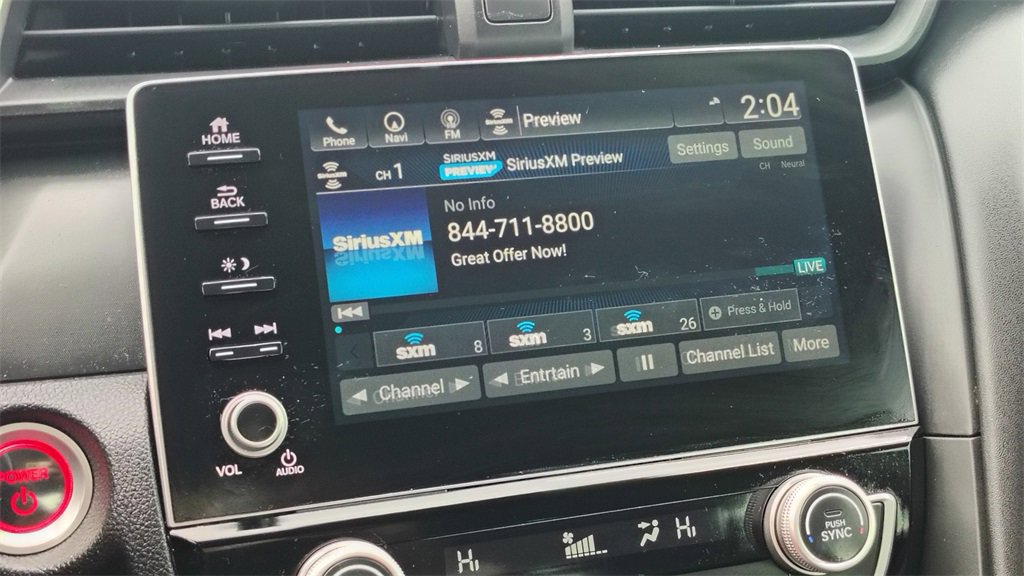 HOME
BACK
VOL
AUDIO
POWER
Phone
Navi
FM
Preview
2:04
CH 1
SIRIUSXM
PREVIEW
SiriusXM Preview
Settings
Sound
CH Neural
SiriusXM
No Info
844-711-8800
Great Offer Now!
LIVE
sxm 8
sxm 3
sxm 26
Press & Hold
Channel
Entrtain
Channel List
More
Hi
Hi
PUSH
SYNC